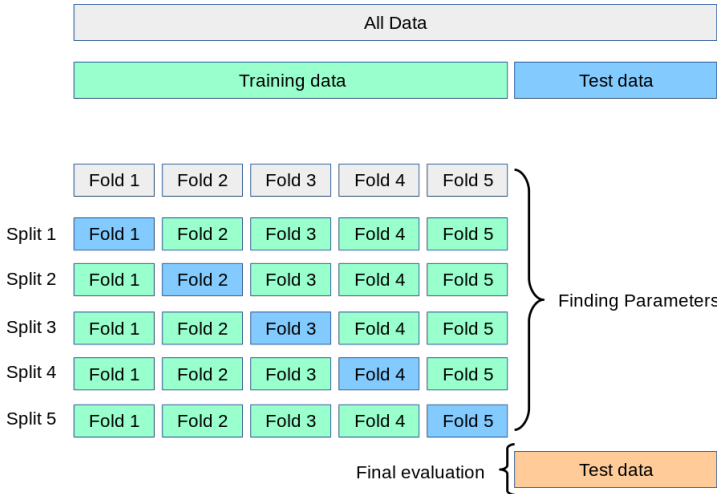 All Data
Training data Test data
Fold 1 Fold 2 Fold 3 Fold 4 Fold 5
Split 1 Fold 1 Fold 2 Fold 3 Fold 4 Fold 5
Split 2 Fold 1 Fold 2 Fold 3 Fold 4 Fold 5
Finding Parameters
Split 3 Fold 1 Fold 2 Fold 3 Fold 4 Fold 5
Split 4 Fold 1 Fold 2 Fold 3 Fold 4 Fold 5
Split 5 Fold 1 Fold 2 Fold 3 Fold 4 Fold 5
Final evaluation Test data